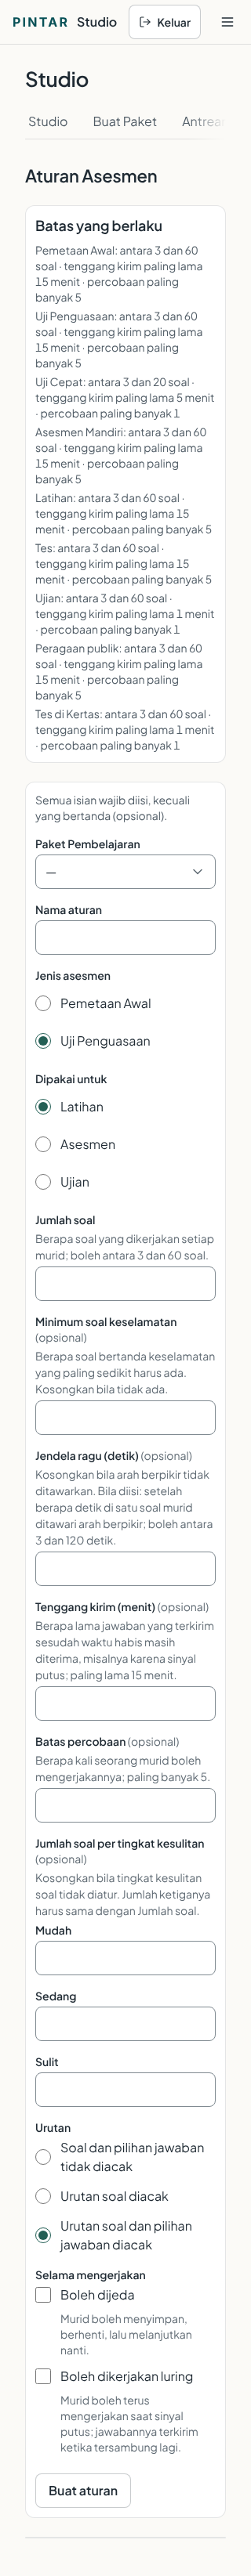 PINTAR Studio Keluar
Studio
Studio Buat Paket Antrean
Aturan Asesmen
Batas yang berlaku
Pemetaan Awal: antara 3 dan 60
soal · tenggang kirim paling lama
15 menit · percobaan paling
banyak 5
Uji Penguasaan: antara 3 dan 60
soal · tenggang kirim paling lama
15 menit · percobaan paling
banyak 5
Uji Cepat: antara 3 dan 20 soal ·
tenggang kirim paling lama 5 menit
· percobaan paling banyak 1
Asesmen Mandiri: antara 3 dan 60
soal · tenggang kirim paling lama
15 menit · percobaan paling
banyak 5
Latihan: antara 3 dan 60 soal ·
tenggang kirim paling lama 15
menit · percobaan paling banyak 5
Tes: antara 3 dan 60 soal ·
tenggang kirim paling lama 15
menit · percobaan paling banyak 5
Ujian: antara 3 dan 60 soal ·
tenggang kirim paling lama 1 menit
· percobaan paling banyak 1
Peragaan publik: antara 3 dan 60
soal · tenggang kirim paling lama
15 menit · percobaan paling
banyak 5
Tes di Kertas: antara 3 dan 60 soal ·
tenggang kirim paling lama 1 menit
· percobaan paling banyak 1
Semua isian wajib diisi, kecuali
yang bertanda (opsional).
Paket Pembelajaran
—
Nama aturan
Jenis asesmen
Pemetaan Awal
Uji Penguasaan
Dipakai untuk
Latihan
Asesmen
Ujian
Jumlah soal
Berapa soal yang dikerjakan setiap
murid; boleh antara 3 dan 60 soal.
Minimum soal keselamatan
(opsional)
Berapa soal bertanda keselamatan
yang paling sedikit harus ada.
Kosongkan bila tidak ada.
Jendela ragu (detik) (opsional)
Kosongkan bila arah berpikir tidak
ditawarkan. Bila diisi: setelah
berapa detik di satu soal murid
ditawari arah berpikir; boleh antara
3 dan 120 detik.
Tenggang kirim (menit) (opsional)
Berapa lama jawaban yang terkirim
sesudah waktu habis masih
diterima, misalnya karena sinyal
putus; paling lama 15 menit.
Batas percobaan (opsional)
Berapa kali seorang murid boleh
mengerjakannya; paling banyak 5.
Jumlah soal per tingkat kesulitan
(opsional)
Kosongkan bila tingkat kesulitan
soal tidak diatur. Jumlah ketiganya
harus sama dengan Jumlah soal.
Mudah
Sedang
Sulit
Urutan
Soal dan pilihan jawaban
tidak diacak
Urutan soal diacak
Urutan soal dan pilihan
jawaban diacak
Selama mengerjakan
Boleh dijeda
Murid boleh menyimpan,
berhenti, lalu melanjutkan
nanti.
Boleh dikerjakan luring
Murid boleh terus
mengerjakan saat sinyal
putus; jawabannya terkirim
ketika tersambung lagi.
Buat aturan